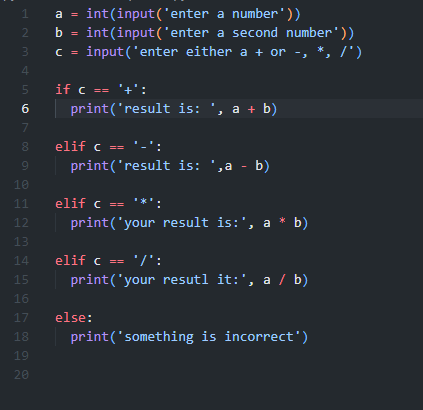 1 a = int(input('enter a number'))
2 b = int(input('enter a second number'))
3 c = input('enter either a + or -, *, /')
4
5 if c == '+':
6 print('result is: ', a + b)
7
8 elif c == '-':
9 print('result is: ',a - b)
10
11 elif c == '*':
12 print('your result is:', a * b)
13
14 elif c == '/':
15 print('your resutl it:', a / b)
16
17 else:
18 print('something is incorrect')
19
20